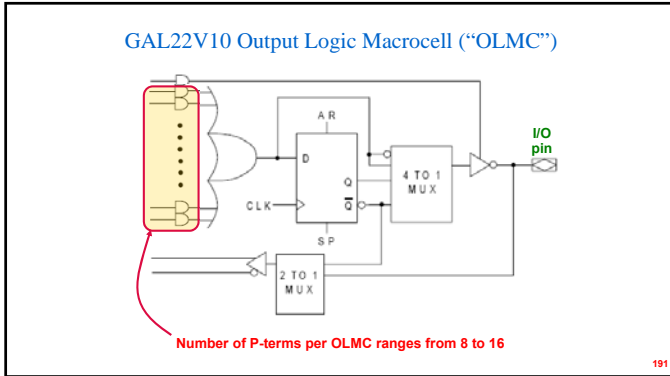 GAL22V10 Output Logic Macrocell (“OLMC”)
AR
I/O
pin
D
Q
4 TO 1
MUX
CLK
Q
SP
2 TO 1
MUX
Number of P-terms per OLMC ranges from 8 to 16
191